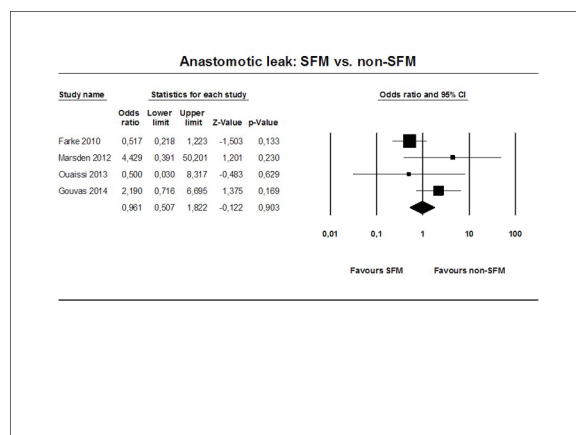 Anastomotic leak: SFM vs. non-SFM
Study name Statistics for each study Odds ratio and 95% CI
Odds Lower Upper
ratio limit limit Z-Value p-Value
Farke 2010 0,517 0,218 1,223 -1,503 0,133
Marsden 2012 4,429 0,391 50,201 1,201 0,230
Ouaissi 2013 0,500 0,030 8,317 -0,483 0,629
Gouvas 2014 2,190 0,716 6,695 1,375 0,169
0,961 0,507 1,822 -0,122 0,903
0,01 0,1 1 10 100
Favours SFM Favours non-SFM